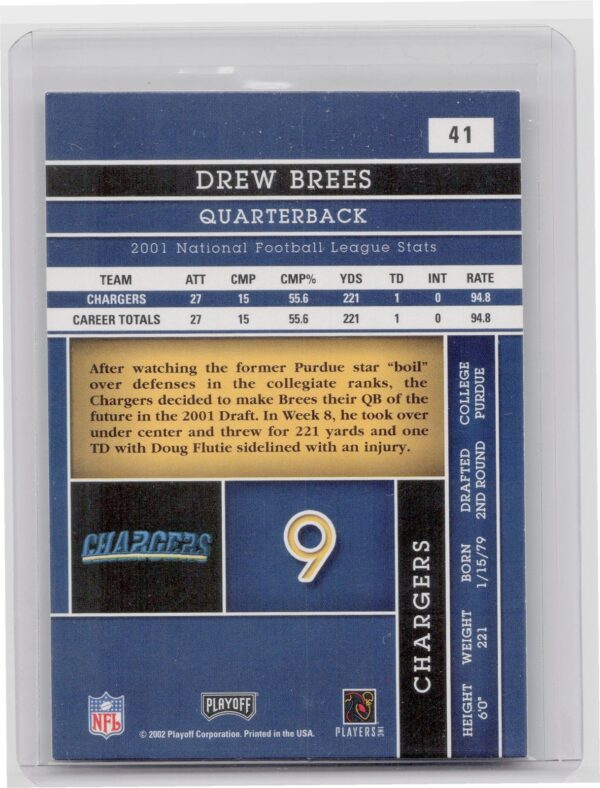 41
DREW BREES
QUARTERBACK
2001 National Football League Stats
TEAM ATT CMP CMP% YDS TD INT RATE
CHARGERS 27 15 55.6 221 1 0 94.8
CAREER TOTALS 27 15 55.6 221 1 0 94.8
After watching the former Purdue star “boil”
over defenses in the collegiate ranks, the
Chargers decided to make Brees their QB of the
future in the 2001 Draft. In Week 8, he took over
under center and threw for 221 yards and one
TD with Doug Flutie sidelined with an injury.
CHARGERS
9
CHARGERS
HEIGHT WEIGHT BORN DRAFTED COLLEGE
6'0" 221 1/15/79 2ND ROUND PURDUE
NFL
PLAYOFF
PLAYERS INC
© 2002 Playoff Corporation. Printed in the USA.